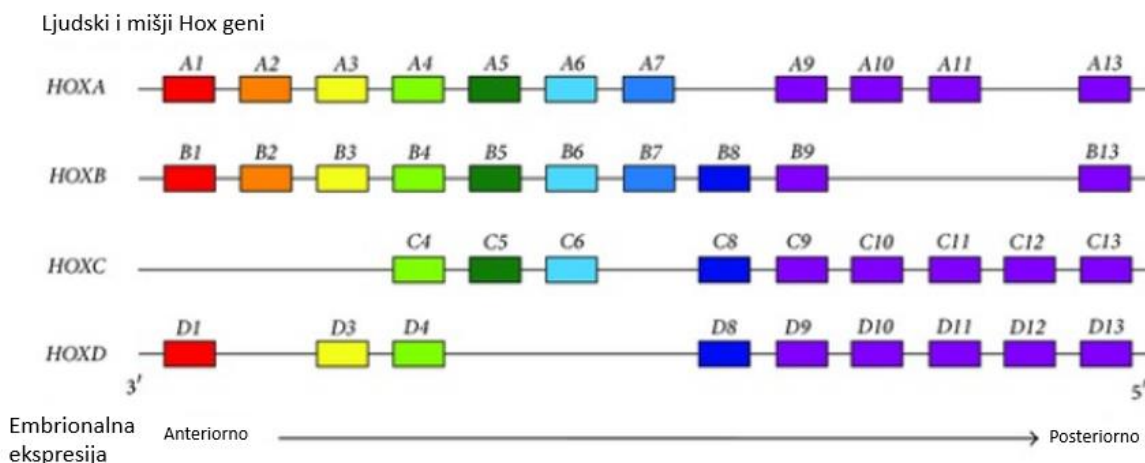 Ljudski i mišji Hox geni
A1 A2 A3 A4 A5 A6 A7 A9 A10 A11 A13
HOXA
B1 B2 B3 B4 B5 B6 B7 B8 B9 B13
HOXB
C4 C5 C6 C8 C9 C10 C11 C12 C13
HOXC
D1 D3 D4 D8 D9 D10 D11 D12 D13
HOXD
3' 5'
Embrionalna
ekspresija
Anteriorno Posteriorno